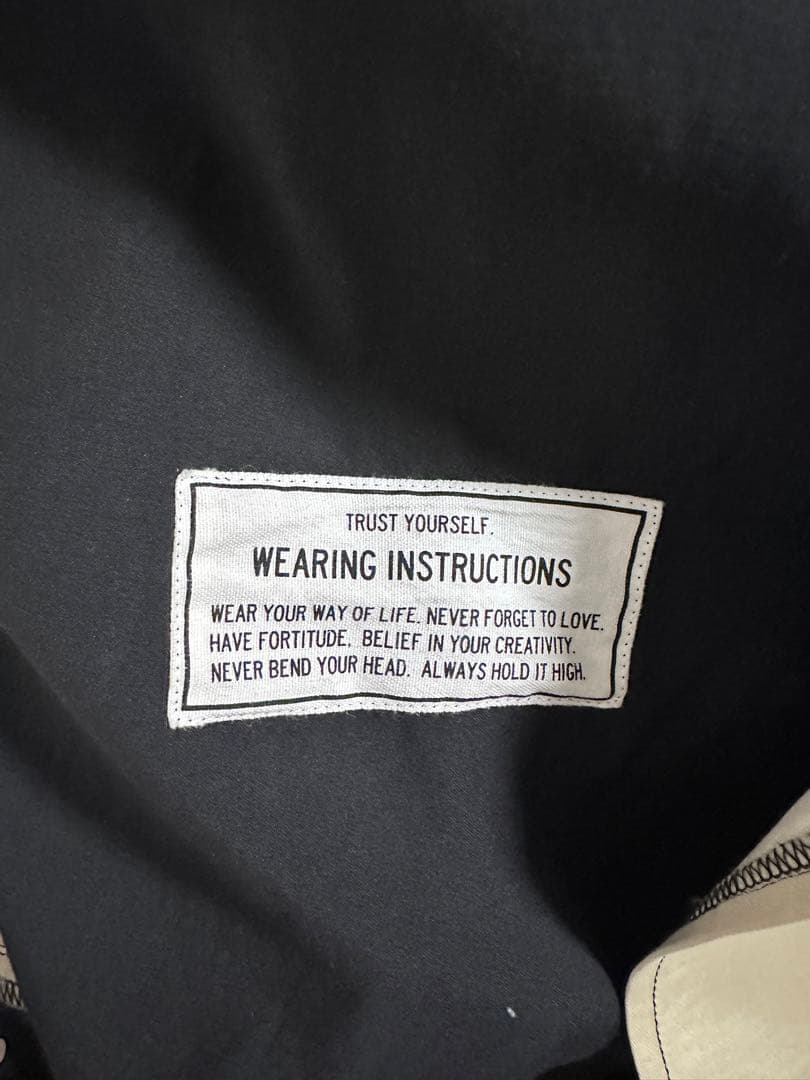 TRUST YOURSELF.
WEARING INSTRUCTIONS
WEAR YOUR WAY OF LIFE. NEVER FORGET TO LOVE.
HAVE FORTITUDE. BELIEF IN YOUR CREATIVITY.
NEVER BEND YOUR HEAD. ALWAYS HOLD IT HIGH.